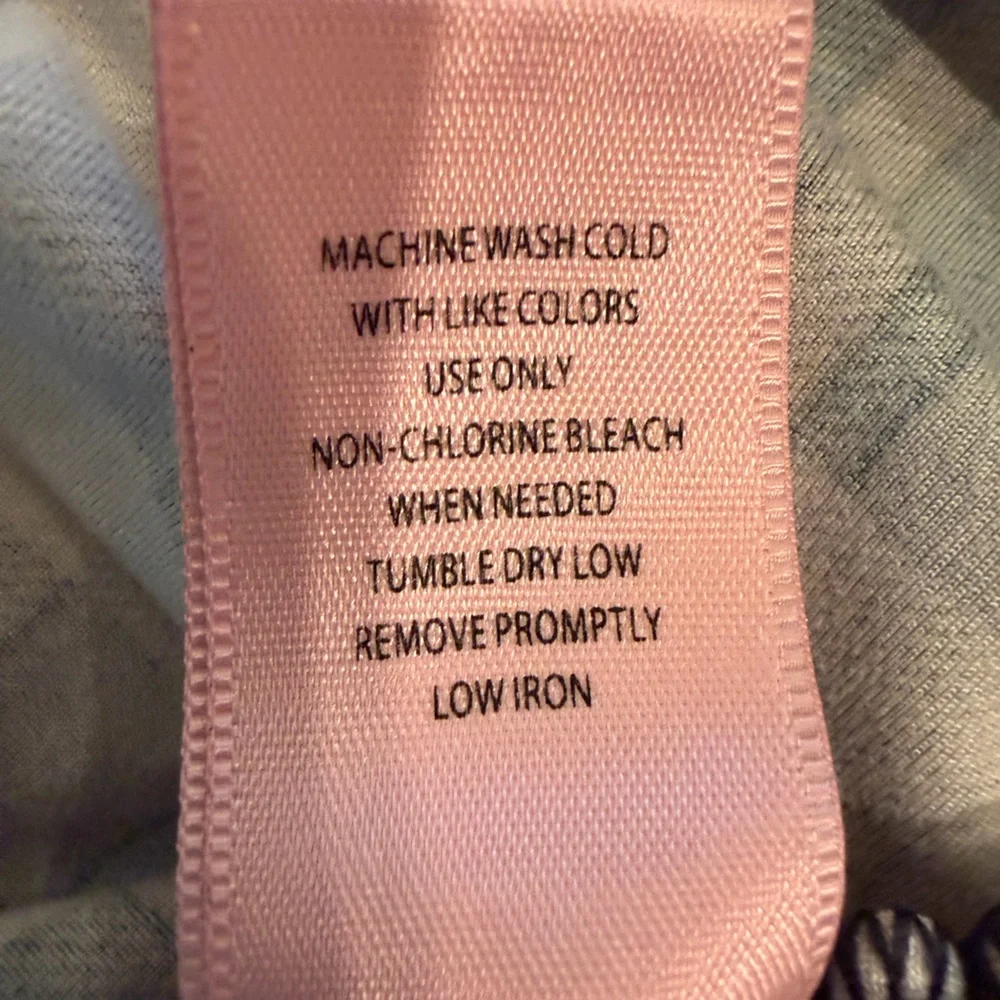 MACHINE WASH COLD
WITH LIKE COLORS
USE ONLY
NON-CHLORINE BLEACH
WHEN NEEDED
TUMBLE DRY LOW
REMOVE PROMPTLY
LOW IRON